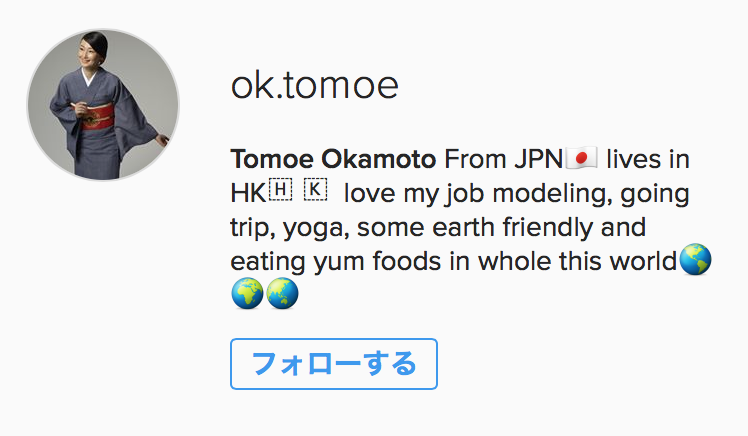 ok.tomoe
Tomoe Okamoto From JPN🇯🇵 lives in
HK🇭 🇰 love my job modeling, going
trip, yoga, some earth friendly and
eating yum foods in whole this world🌎
🌍🌏
フォローする